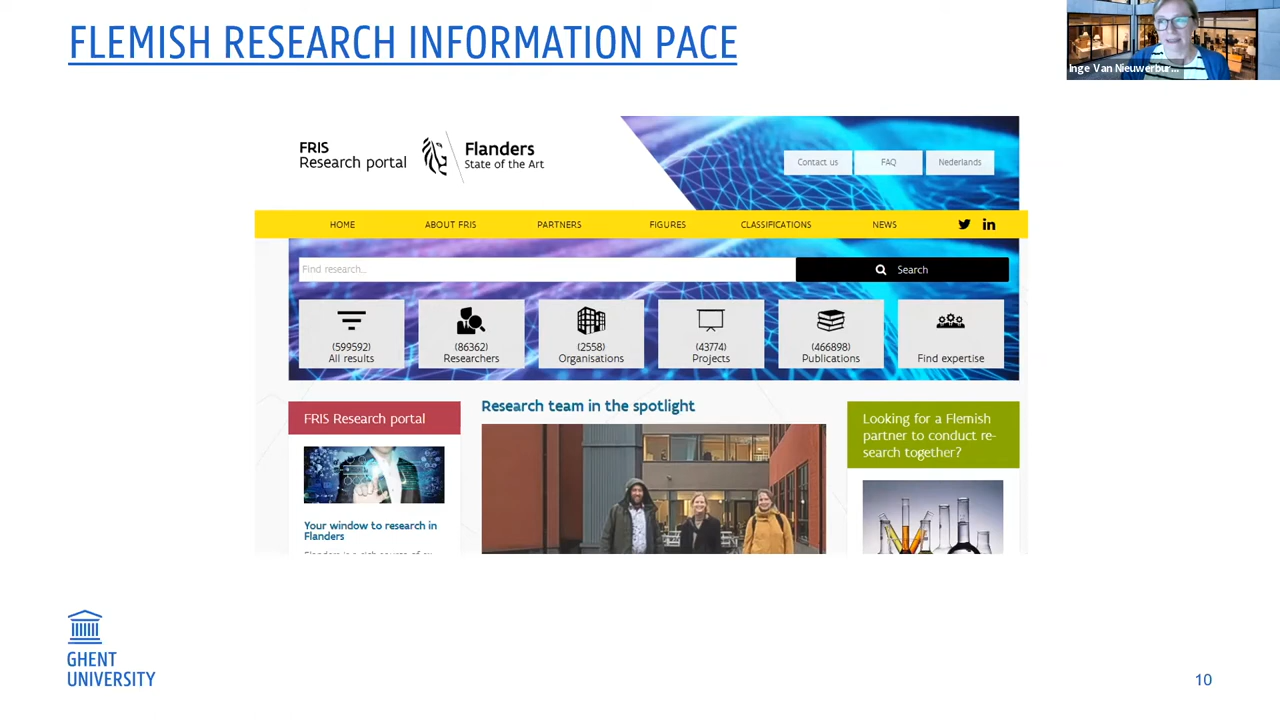 FLEMISH RESEARCH INFORMATION PACE
Inge Van Nieuwerbur...
FRIS
Research portal
Flanders
State of the Art
Contact us
FAQ
Nederlands
HOME
ABOUT FRIS
PARTNERS
FIGURES
CLASSIFICATIONS
NEWS
Find research...
Search
(599592)
All results
(86362)
Researchers
(2558)
Organisations
(43774)
Projects
(466898)
Publications
Find expertise
FRIS Research portal
Your window to research in
Flanders
Research team in the spotlight
Looking for a Flemish
partner to conduct re-
search together?
GHENT
UNIVERSITY
10